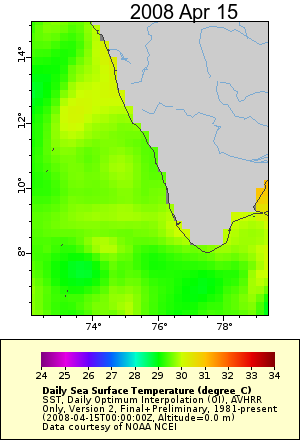 2008 Apr 15
14°
12°
10°
8°
74° 76° 78°
24 25 26 27 28 29 30 31 32 33 34
Daily Sea Surface Temperature (degree_C)
SST, Daily Optimum Interpolation (OI), AVHRR
Only, Version 2, Final+Preliminary, 1981-present
(2008-04-15T00:00:00Z, Altitude=0.0 m)
Data courtesy of NOAA NCEI